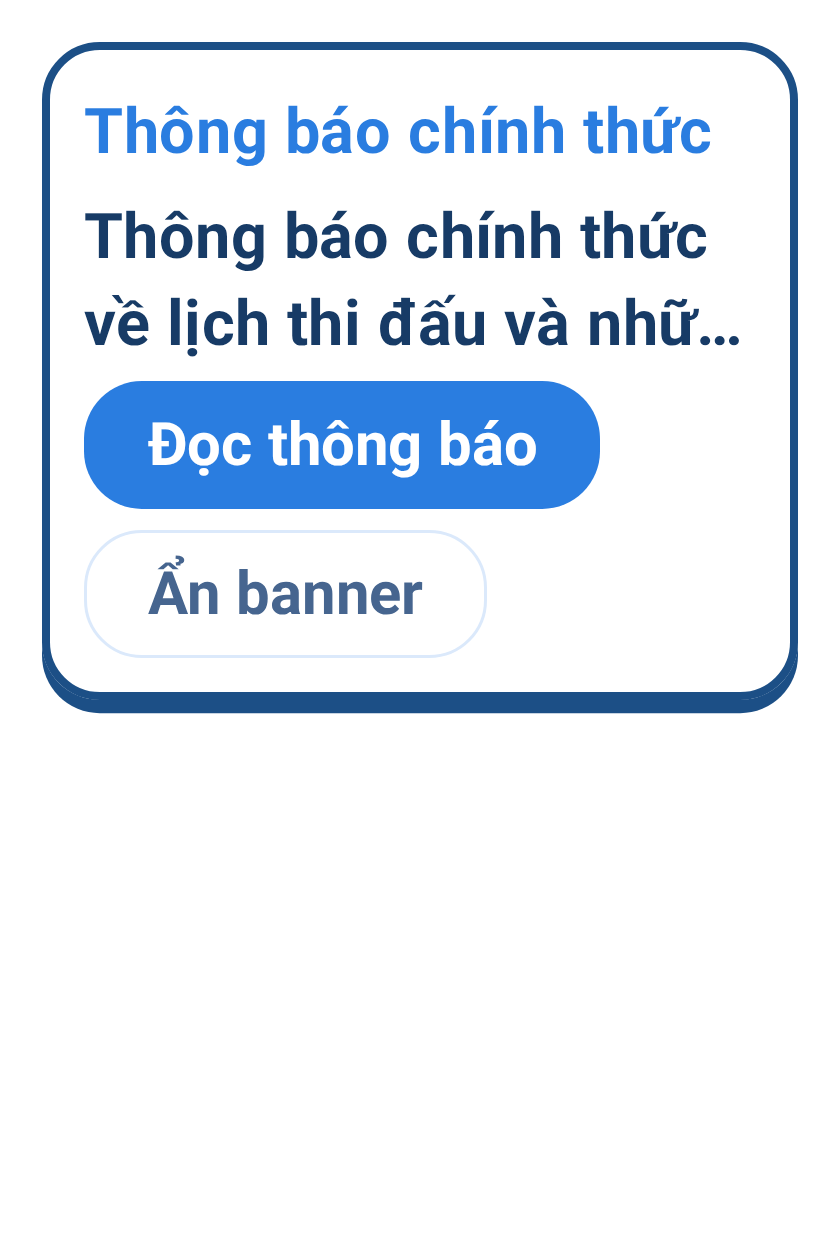 Thông báo chính thức
Thông báo chính thức
về lịch thi đấu và nhữ…
Đọc thông báo
Ẩn banner